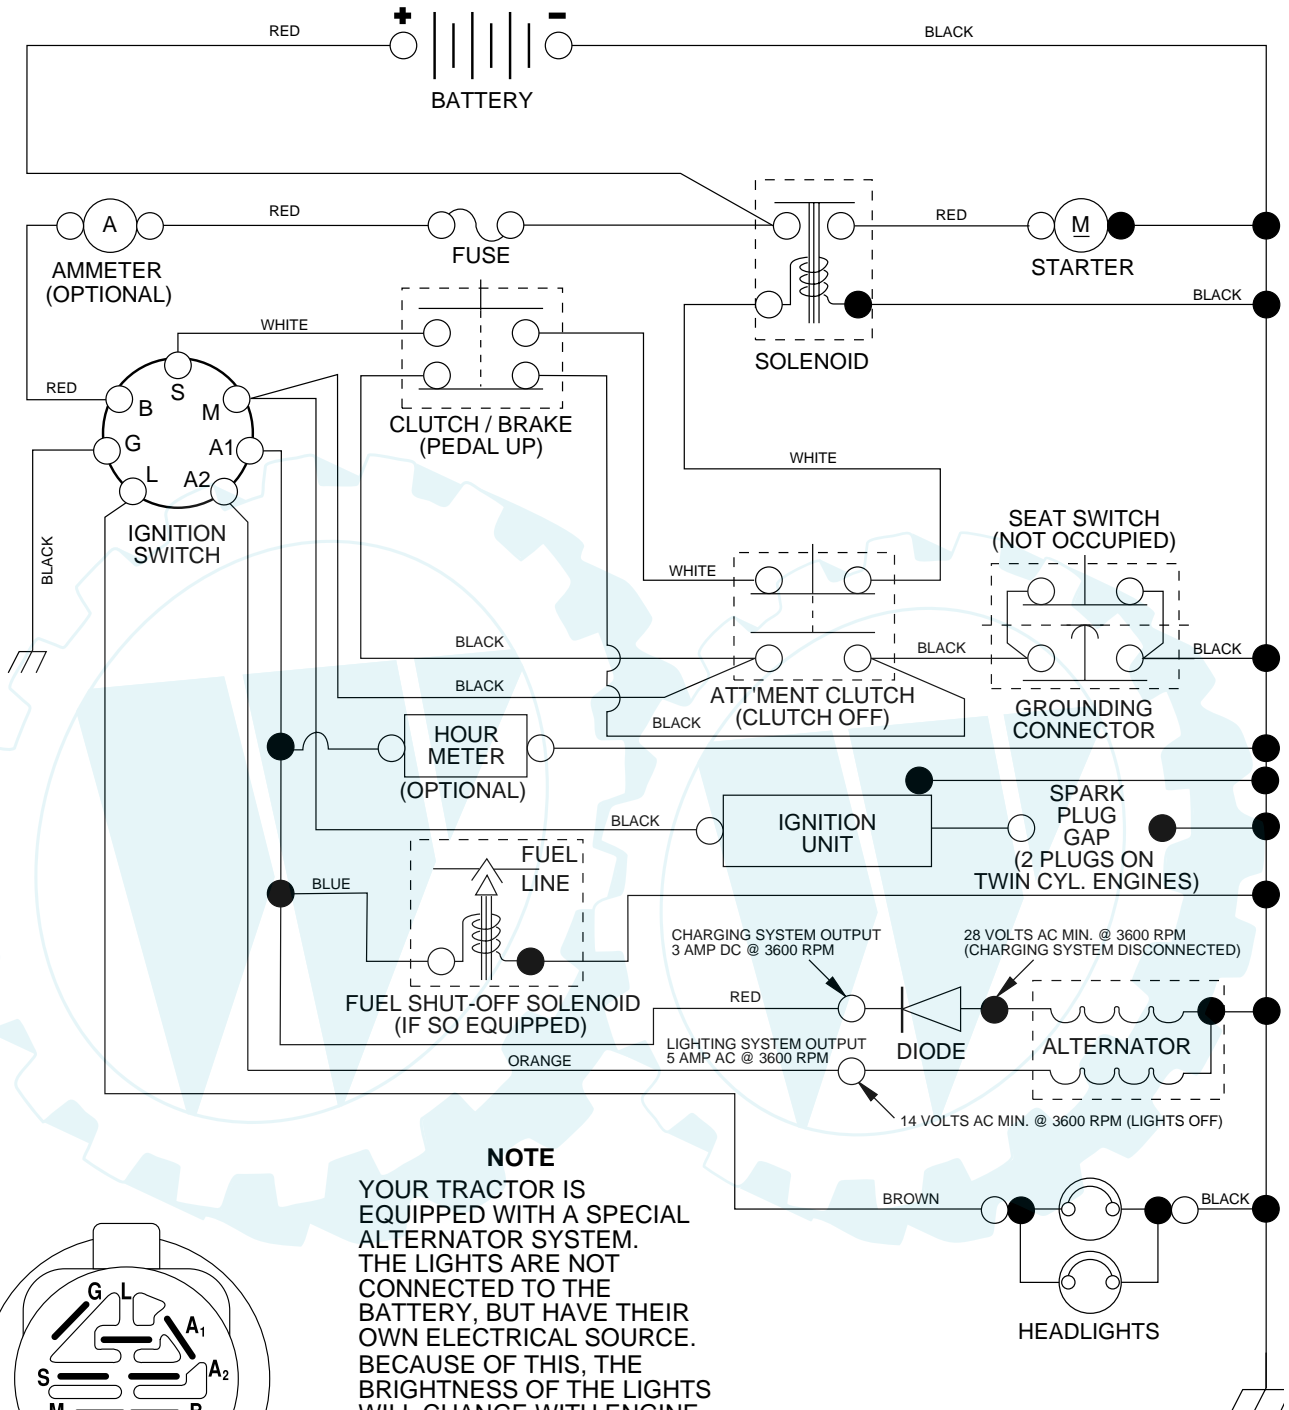 + -
RED
BLACK
BATTERY
RED
A
AMMETER
(OPTIONAL)
FUSE
RED
M
STARTER
BLACK
SOLENOID
WHITE
RED
S
B
M
G
A1
L
A2
IGNITION
SWITCH
BLACK
CLUTCH / BRAKE
(PEDAL UP)
WHITE
SEAT SWITCH
(NOT OCCUPIED)
WHITE
BLACK
BLACK
BLACK
BLACK
ATT'MENT CLUTCH
(CLUTCH OFF)
BLACK
GROUNDING
CONNECTOR
HOUR
METER
(OPTIONAL)
BLACK
IGNITION
UNIT
SPARK
PLUG
GAP
(2 PLUGS ON
TWIN CYL. ENGINES)
FUEL
LINE
BLUE
FUEL SHUT-OFF SOLENOID
(IF SO EQUIPPED)
CHARGING SYSTEM OUTPUT
3 AMP DC @ 3600 RPM
28 VOLTS AC MIN. @ 3600 RPM
(CHARGING SYSTEM DISCONNECTED)
RED
DIODE
ALTERNATOR
LIGHTING SYSTEM OUTPUT
5 AMP AC @ 3600 RPM
ORANGE
14 VOLTS AC MIN. @ 3600 RPM (LIGHTS OFF)
BROWN
BLACK
HEADLIGHTS
NOTE
YOUR TRACTOR IS
EQUIPPED WITH A SPECIAL
ALTERNATOR SYSTEM.
THE LIGHTS ARE NOT
CONNECTED TO THE
BATTERY, BUT HAVE THEIR
OWN ELECTRICAL SOURCE.
BECAUSE OF THIS, THE
BRIGHTNESS OF THE LIGHTS
WILL CHANGE WITH ENGINE
G L
A1
A2
S
M B